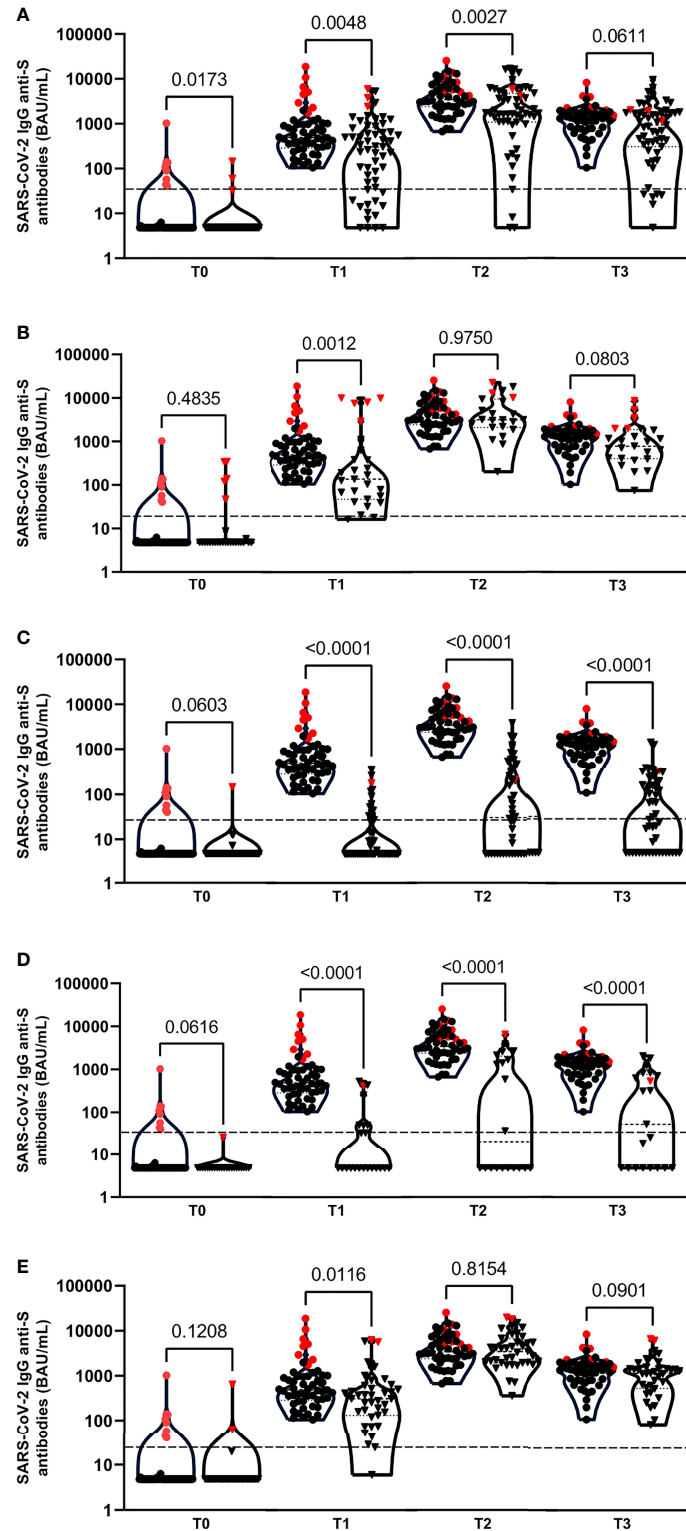 A
SARS-CoV-2 IgG anti-S
antibodies (BAU/mL)
100000
10000
1000
100
10
1
0.0173
0.0048
0.0027
0.0611
T0
T1
T2
T3
B
SARS-CoV-2 IgG anti-S
antibodies (BAU/mL)
100000
10000
1000
100
10
1
0.4835
0.0012
0.9750
0.0803
T0
T1
T2
T3
C
SARS-CoV-2 IgG anti-S
antibodies (BAU/mL)
100000
10000
1000
100
10
1
0.0603
<0.0001
<0.0001
<0.0001
T0
T1
T2
T3
D
SARS-CoV-2 IgG anti-S
antibodies (BAU/mL)
100000
10000
1000
100
10
1
0.0616
<0.0001
<0.0001
<0.0001
T0
T1
T2
T3
E
SARS-CoV-2 IgG anti-S
antibodies (BAU/mL)
100000
10000
1000
100
10
1
0.1208
0.0116
0.8154
0.0901
T0
T1
T2
T3